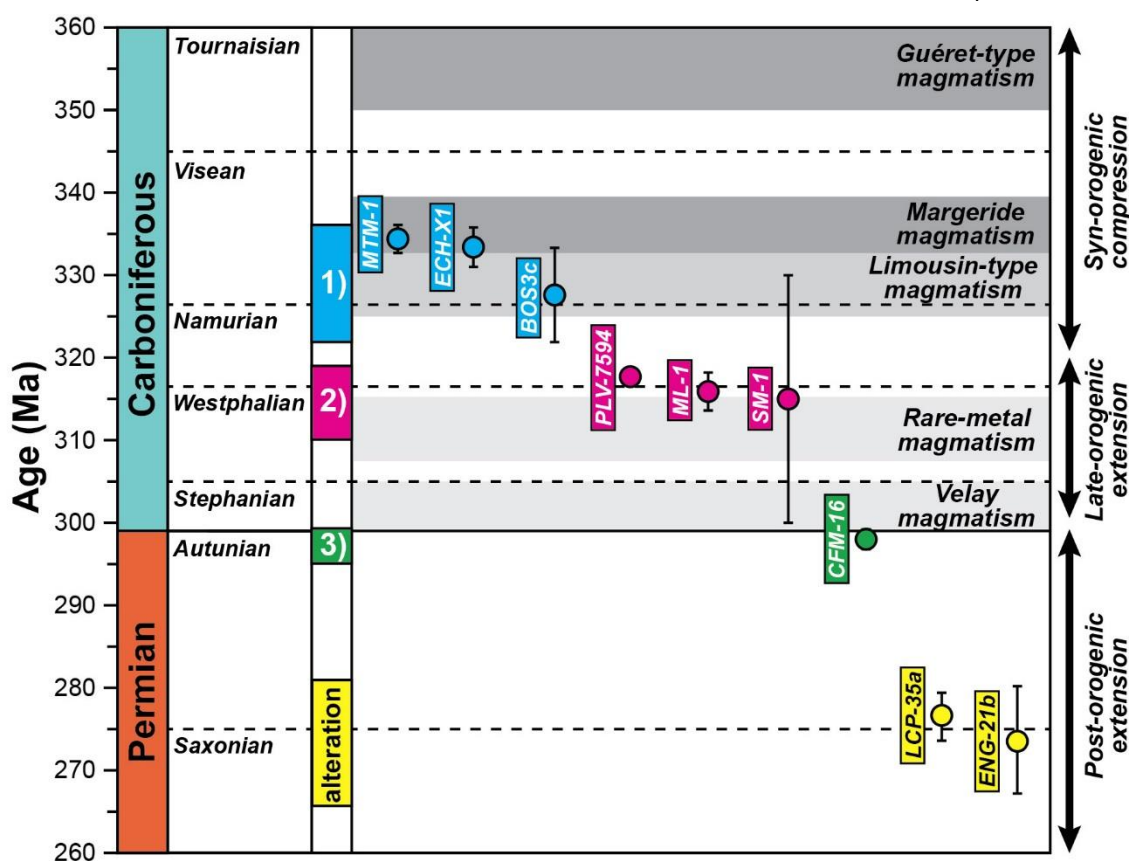 Age (Ma)
360
350
340
330
320
310
300
290
280
270
260
Carboniferous
Permian
Tournaisian
Visean
Namurian
Westphalian
Stephanian
Autunian
Saxonian
1)
2)
3)
alteration
MTM-1
ECH-X1
BOS3c
PLV-7594
ML-1
SM-1
CFM-16
LCP-35a
ENG-21b
Guéret-type
magmatism
Margeride
magmatism
Limousin-type
magmatism
Rare-metal
magmatism
Velay
magmatism
Syn-orogenic
compression
Late-orogenic
extension
Post-orogenic
extension